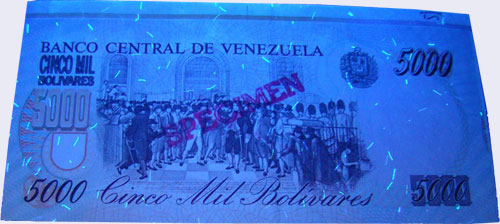 BANCO CENTRAL DE VENEZUELA
CINCO MIL
BOLIVARES
5000
5000
SPECIMEN
5000
Cinco Mil Bolívares
5000